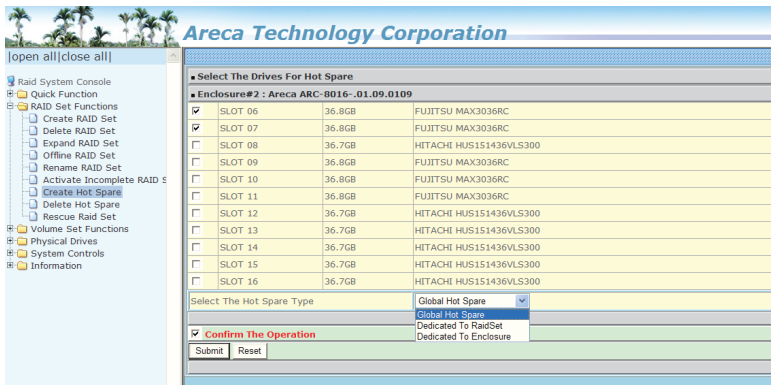 Areca Technology Corporation
|open all|close all|
Raid System Console
Quick Function
RAID Set Functions
Create RAID Set
Delete RAID Set
Expand RAID Set
Offline RAID Set
Rename RAID Set
Activate Incomplete RAID S
Create Hot Spare
Delete Hot Spare
Rescue Raid Set
Volume Set Functions
Physical Drives
System Controls
Information
Select The Drives For Hot Spare
Enclosure#2 : Areca ARC-8016-.01.09.0109
SLOT 06 36.8GB FUJITSU MAX3036RC
SLOT 07 36.8GB FUJITSU MAX3036RC
SLOT 08 36.7GB HITACHI HUS151436VLS300
SLOT 09 36.8GB FUJITSU MAX3036RC
SLOT 10 36.8GB FUJITSU MAX3036RC
SLOT 11 36.8GB FUJITSU MAX3036RC
SLOT 12 36.7GB HITACHI HUS151436VLS300
SLOT 13 36.7GB HITACHI HUS151436VLS300
SLOT 14 36.7GB HITACHI HUS151436VLS300
SLOT 15 36.7GB HITACHI HUS151436VLS300
SLOT 16 36.7GB HITACHI HUS151436VLS300
Select The Hot Spare Type Global Hot Spare
Global Hot Spare
Dedicated To RaidSet
Dedicated To Enclosure
Confirm The Operation
Submit Reset